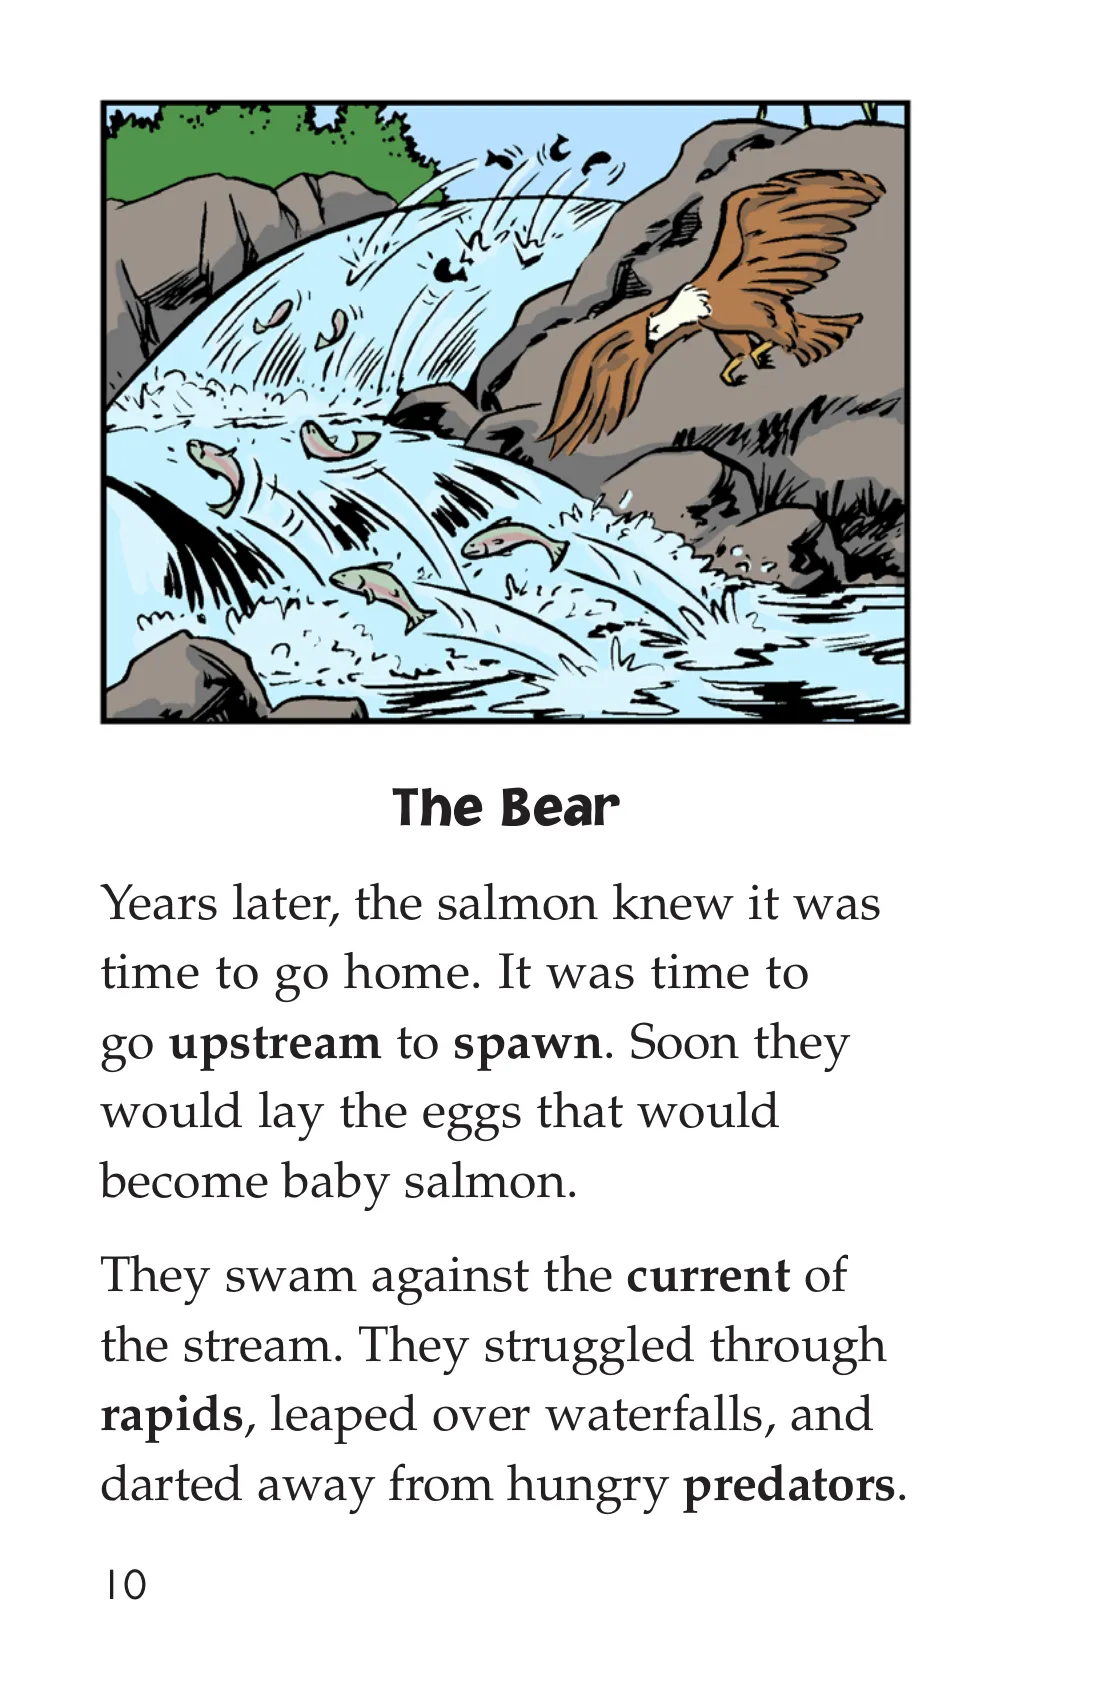 The Bear
Years later, the salmon knew it was
time to go home. It was time to
go upstream to spawn. Soon they
would lay the eggs that would
become baby salmon.
They swam against the current of
the stream. They struggled through
rapids, leaped over waterfalls, and
darted away from hungry predators.
10